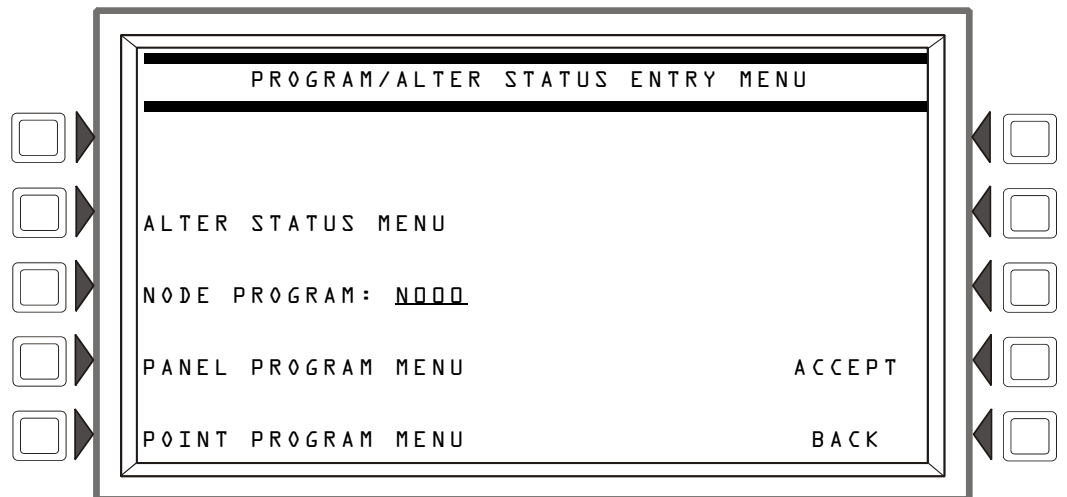 PROGRAM/ALTER STATUS ENTRY MENU
ALTER STATUS MENU
NODE PROGRAM: N000
PANEL PROGRAM MENU ACCEPT
POINT PROGRAM MENU BACK